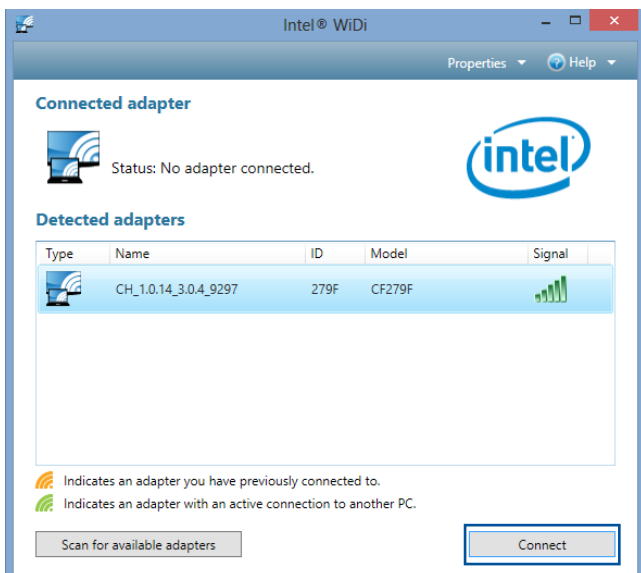 Intel® WiDi
Properties Help
Connected adapter
Status: No adapter connected.
intel
Detected adapters
Type Name ID Model Signal
CH_1.0.14_3.0.4_9297 279F CF279F
Indicates an adapter you have previously connected to.
Indicates an adapter with an active connection to another PC.
Scan for available adapters Connect